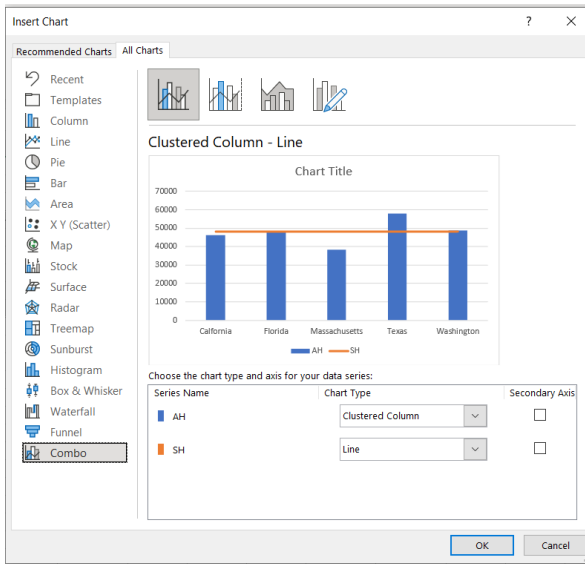 Insert Chart
Recommended Charts
All Charts
Recent
Templates
Column
Line
Pie
Bar
Area
X Y (Scatter)
Map
Stock
Surface
Radar
Treemap
Sunburst
Histogram
Box & Whisker
Waterfall
Funnel
Combo
Clustered Column - Line
Chart Title
70000
60000
50000
40000
30000
20000
10000
0
Calfornia Florida Massachusetts Texas Washington
AH SH
Choose the chart type and axis for your data series:
Series Name Chart Type Secondary Axis
AH Clustered Column
SH Line
OK Cancel